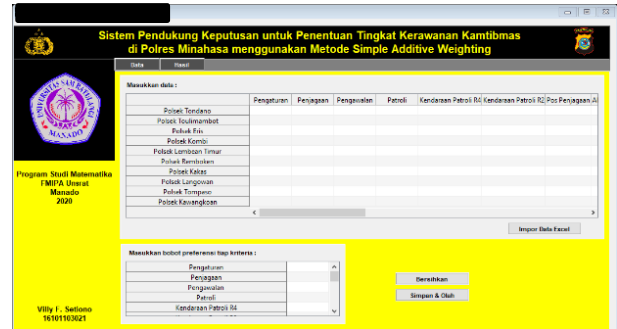 Sistem Pendukung Keputusan untuk Penentuan Tingkat Kerawanan Kamtibmas
di Polres Minahasa menggunakan Metode Simple Additive Weighting
Data Hasil
Masukkan data :
Pengaturan Penjagaan Pengawalan Patroli Kendaraan Patroli R4 Kendaraan Patroli R2 Pos Penjagaan
Polsek Tondano
Polsek Toulimambot
Polsek Eris
Polsek Kombi
Polsek Lembean Timur
Polsek Remboken
Polsek Kakas
Polsek Langowan
Polsek Tompaso
Polsek Kawangkoan
Impor Data Excel
UNIVERSITAS SAM RATULANGI
MANADO
Program Studi Matematika
FMIPA Unsrat
Manado
2020
Masukkan bobot preferensi tiap kriteria :
Pengaturan
Penjagaan
Pengawalan
Patroli
Kendaraan Patroli R4
Bersihkan
Simpan & Olah
Villy F. Setiono
16101103021